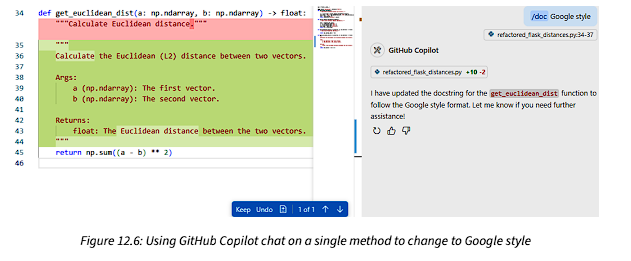 34 def get_euclidean_dist(a: np.ndarray, b: np.ndarray) -> float:
"""Calculate Euclidean distance."""
35 """
36 Calculate the Euclidean (L2) distance between two vectors.
37
38 Args:
39 a (np.ndarray): The first vector.
40 b (np.ndarray): The second vector.
41
42 Returns:
43 float: The Euclidean distance between the two vectors.
44 """
45 return np.sum((a - b) ** 2)
46
Keep Undo 1 of 1
/doc Google style
refactored_flask_distances.py:34-37
GitHub Copilot
refactored_flask_distances.py +10 -2
I have updated the docstring for the get_euclidean_dist function to
follow the Google style format. Let me know if you need further
assistance!
Figure 12.6: Using GitHub Copilot chat on a single method to change to Google style